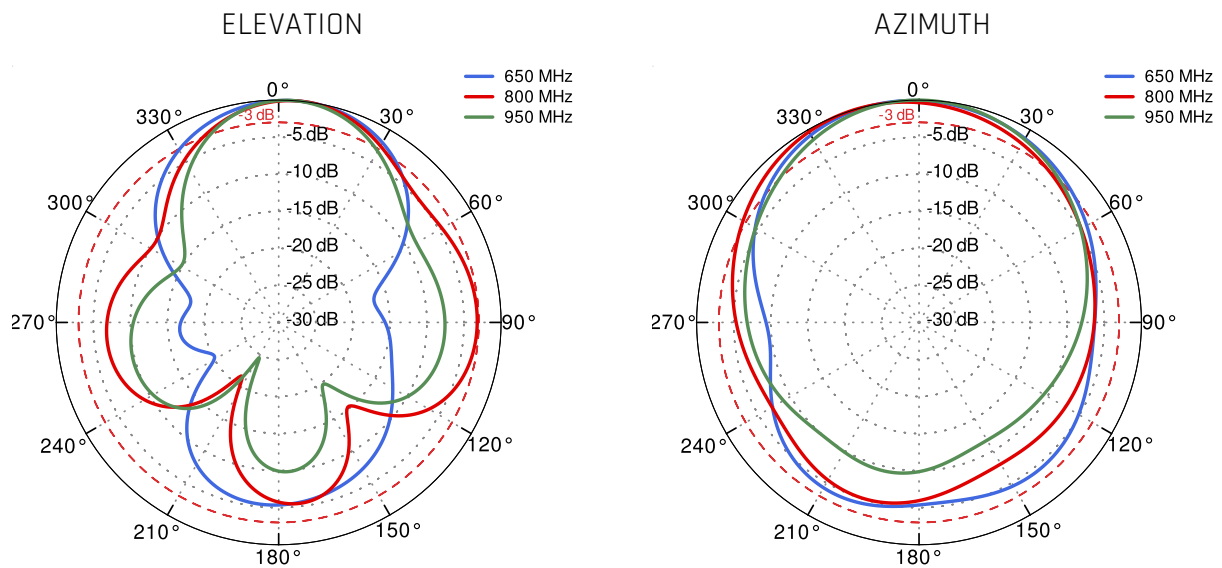 ELEVATION
650 MHz
800 MHz
950 MHz
0°
330°
30°
-3 dB
-5 dB
-10 dB
300°
60°
-15 dB
-20 dB
-25 dB
-30 dB
270°
90°
240°
120°
210°
150°
180°
AZIMUTH
650 MHz
800 MHz
950 MHz
0°
330°
30°
-3 dB
-5 dB
-10 dB
300°
60°
-15 dB
-20 dB
-25 dB
-30 dB
270°
90°
240°
120°
210°
150°
180°